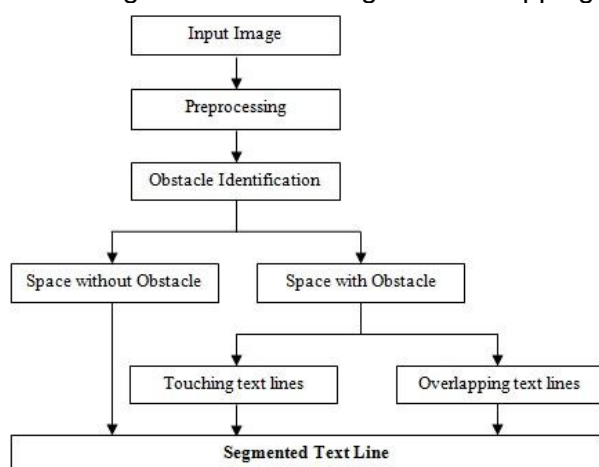 Input Image
Preprocessing
Obstacle Identification
Space without Obstacle
Space with Obstacle
Touching text lines
Overlapping text lines
Segmented Text Line